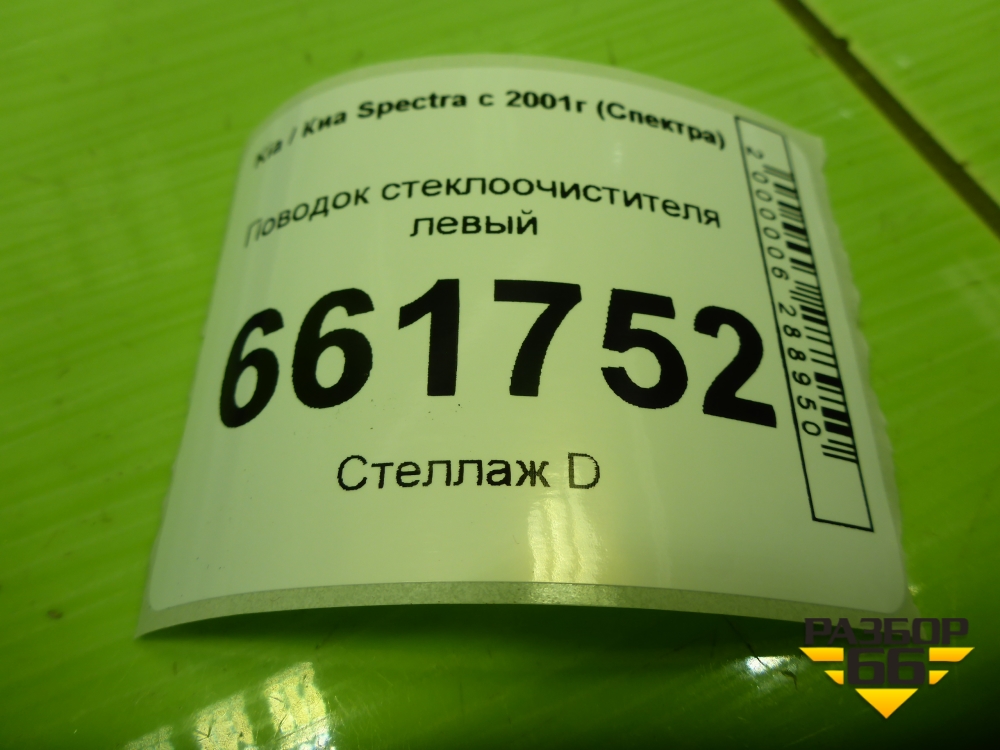 Kia / Киа Spectra с 2001г (Спектра)
Поводок стеклоочистителя
левый
661752
Стеллаж D
2000006288950
РАЗБОР
66